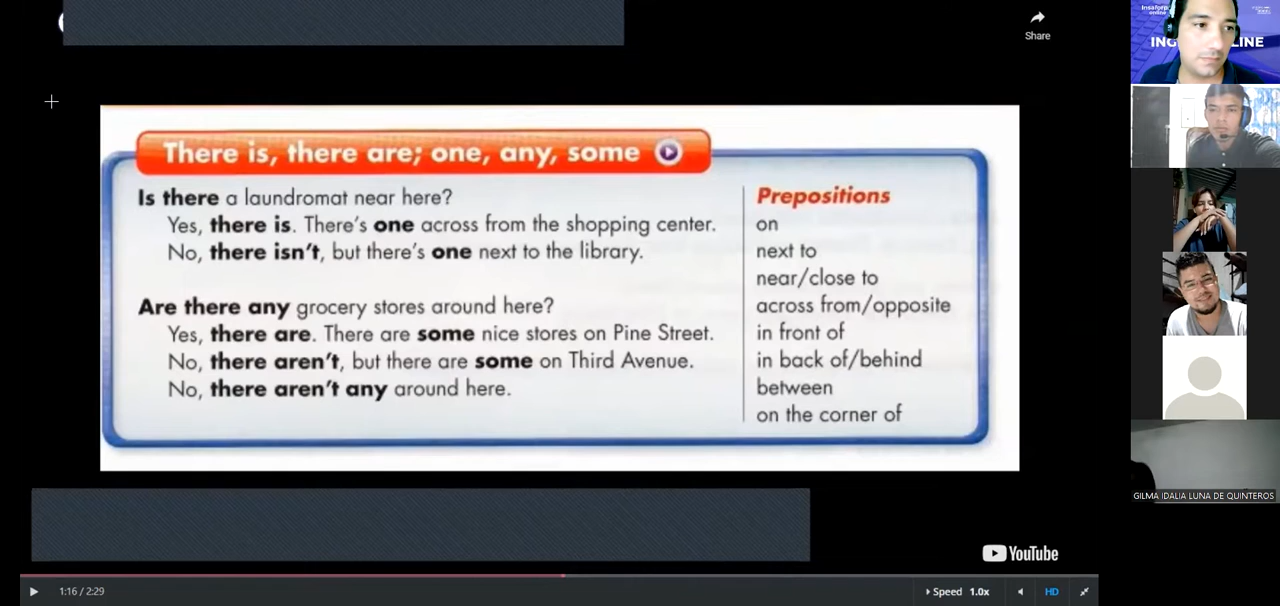 Share
There is, there are; one, any, some
Is there a laundromat near here?
Yes, there is. There's one across from the shopping center.
No, there isn't, but there's one next to the library.
Are there any grocery stores around here?
Yes, there are. There are some nice stores on Pine Street.
No, there aren't, but there are some on Third Avenue.
No, there aren't any around here.
Prepositions
on
next to
near/close to
across from/opposite
in front of
in back of/behind
between
on the corner of
YouTube
1:16 / 2:29
Speed 1.0x
HD
Insaforp
online
GILMA IDALIA LUNA DE QUINTEROS